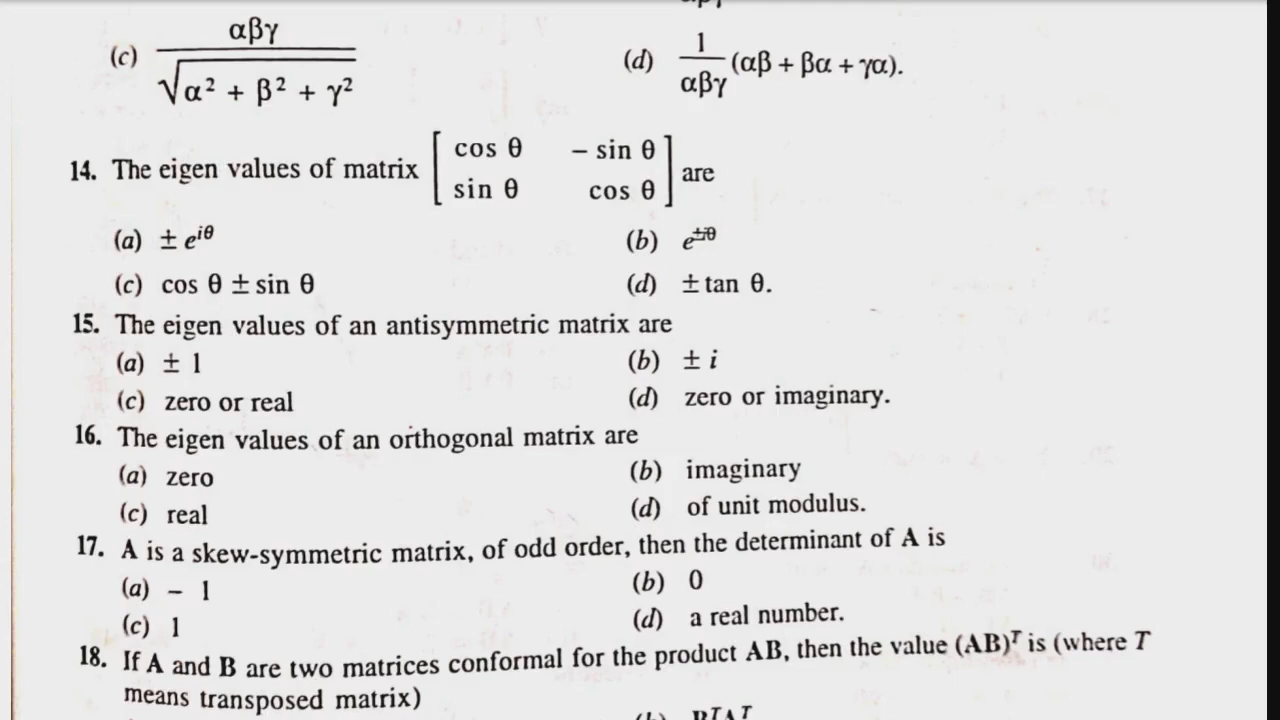 (c) αβγ / √α² + β² + γ²
(d) 1/αβγ (αβ + βα + γα).
14. The eigen values of matrix [ cos θ – sin θ
sin θ cos θ ] are
(a) ± e^iθ
(b) e^±iθ
(c) cos θ ± sin θ
(d) ± tan θ.
15. The eigen values of an antisymmetric matrix are
(a) ± 1
(b) ± i
(c) zero or real
(d) zero or imaginary.
16. The eigen values of an orthogonal matrix are
(a) zero
(b) imaginary
(c) real
(d) of unit modulus.
17. A is a skew-symmetric matrix, of odd order, then the determinant of A is
(a) – 1
(b) 0
(c) 1
(d) a real number.
18. If A and B are two matrices conformal for the product AB, then the value (AB)^T is (where T
means transposed matrix)
(b) B^T A^T